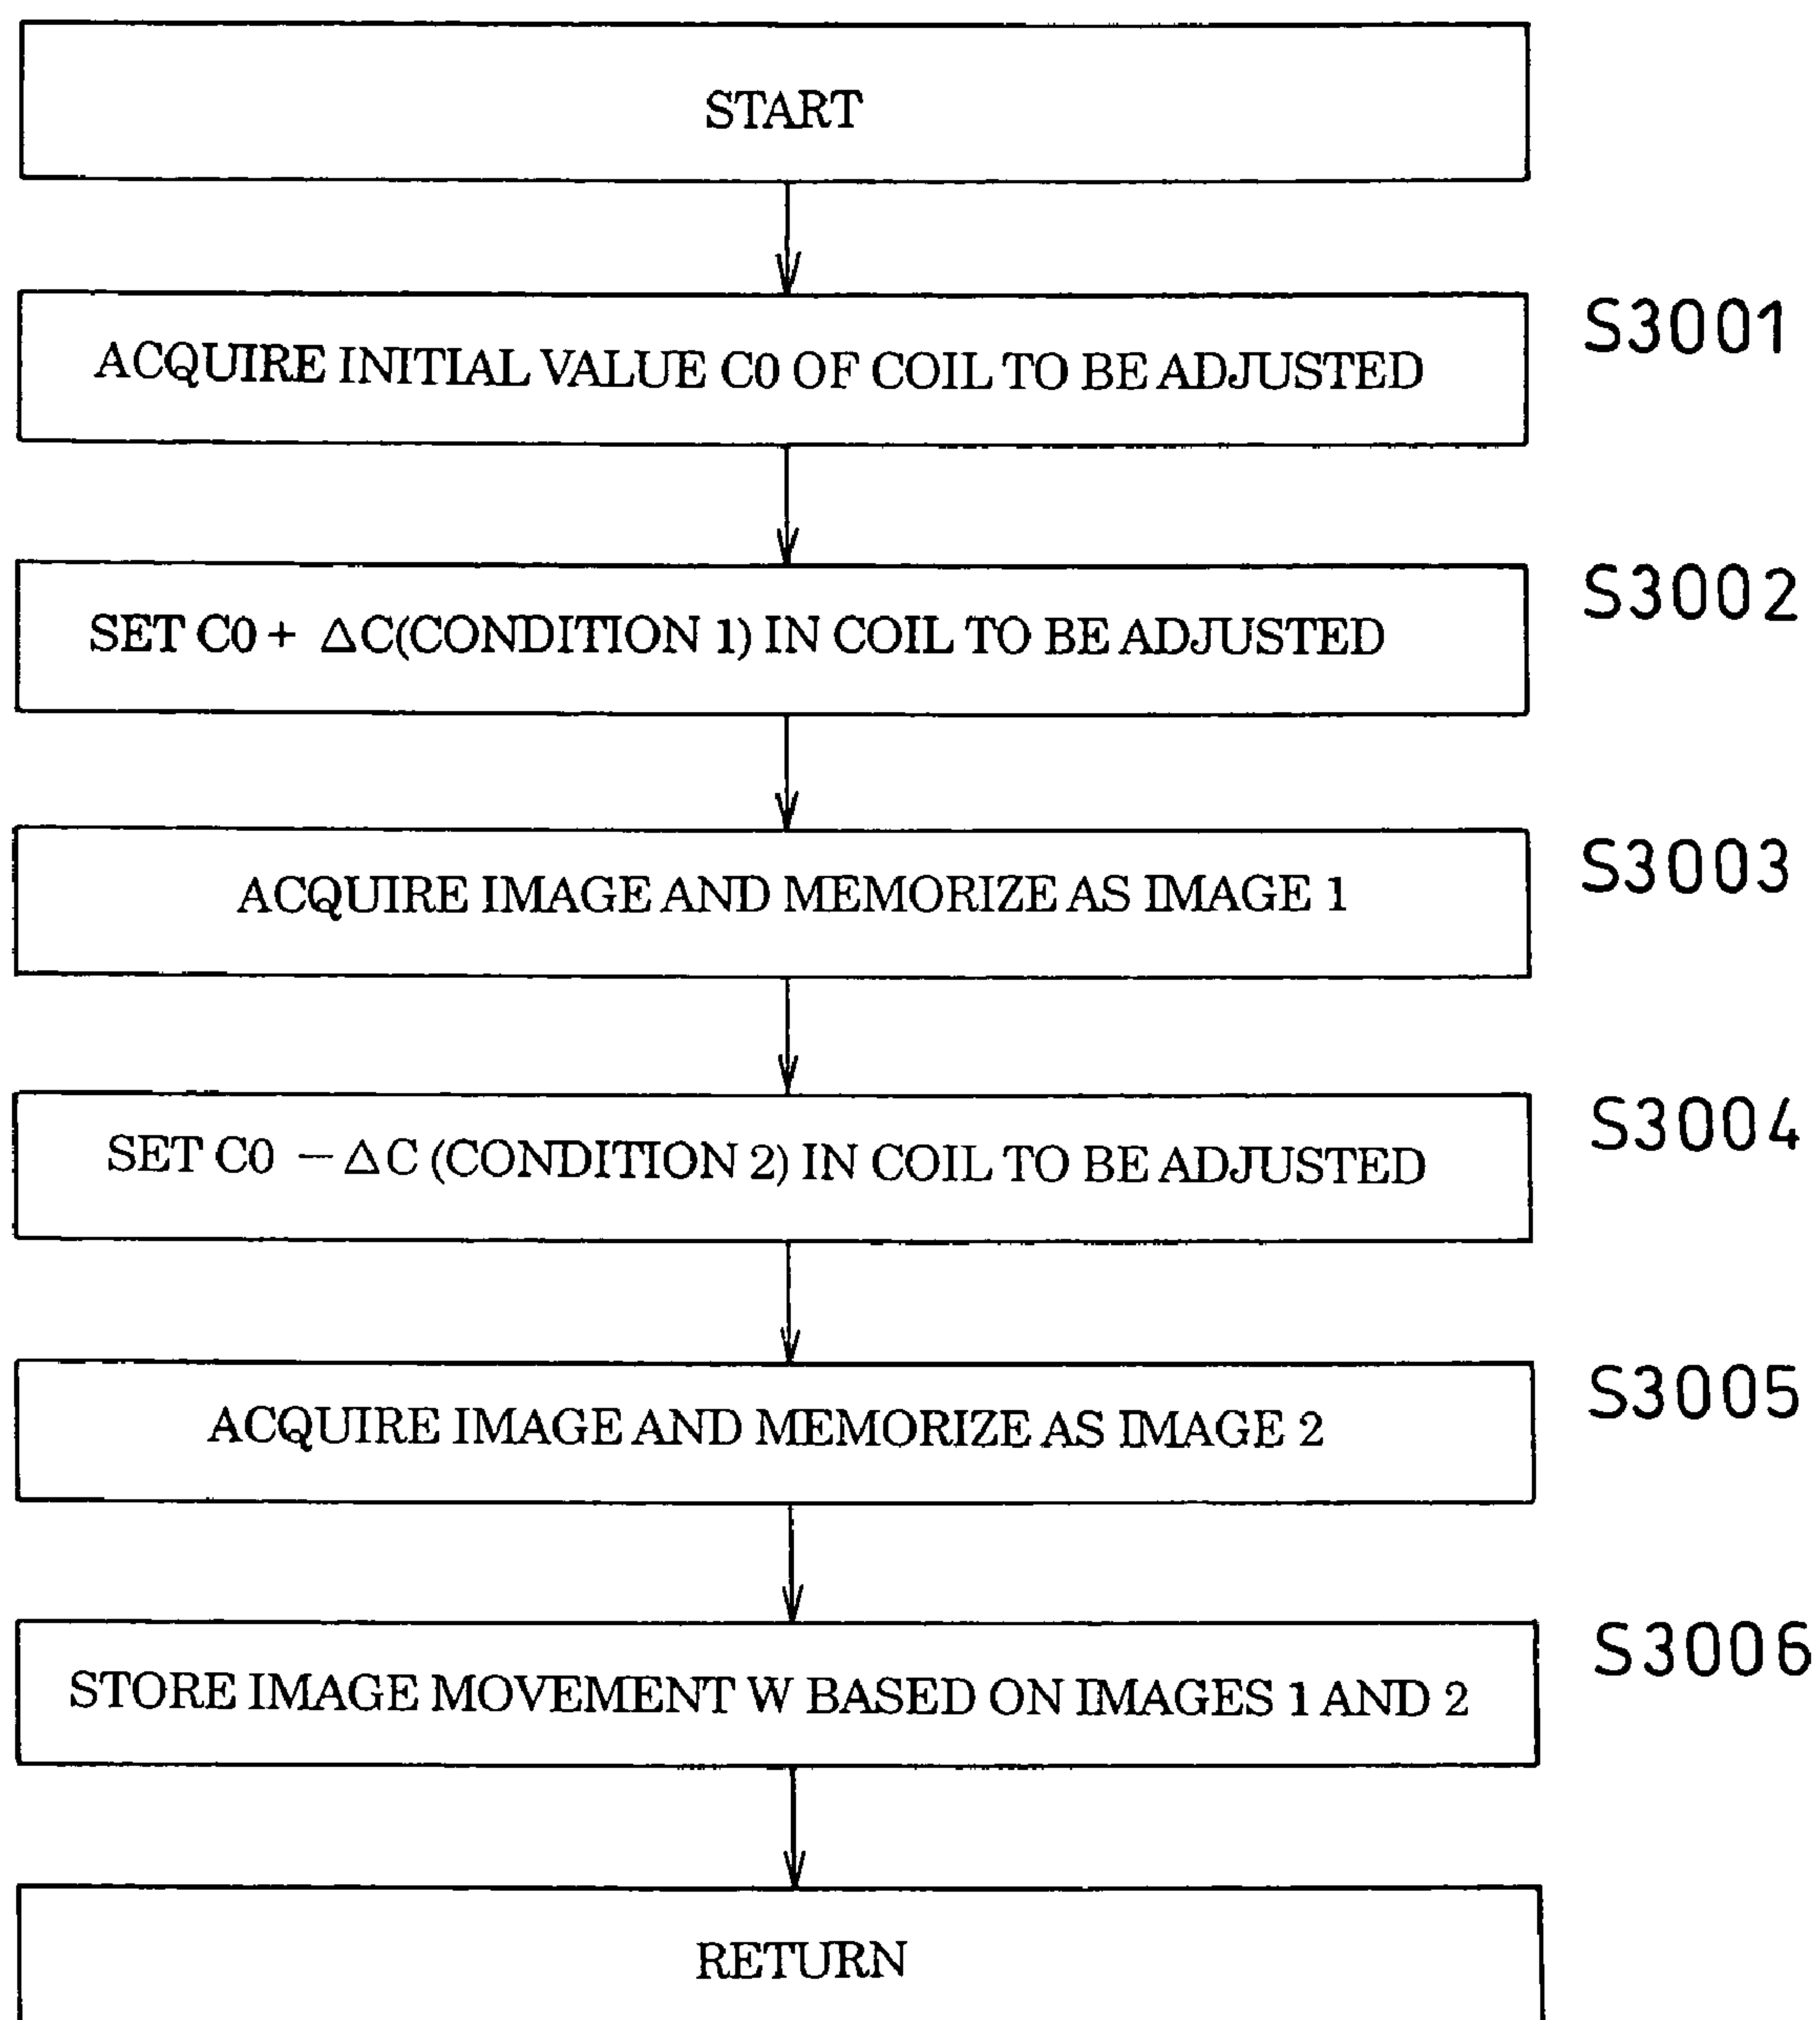 START
ACQUIRE INITIAL VALUE C0 OF COIL TO BE ADJUSTED
S3001
SET C0 + ΔC(CONDITION 1) IN COIL TO BE ADJUSTED
S3002
ACQUIRE IMAGE AND MEMORIZE AS IMAGE 1
S3003
SET C0 − ΔC (CONDITION 2) IN COIL TO BE ADJUSTED
S3004
ACQUIRE IMAGE AND MEMORIZE AS IMAGE 2
S3005
STORE IMAGE MOVEMENT W BASED ON IMAGES 1 AND 2
S3006
RETURN